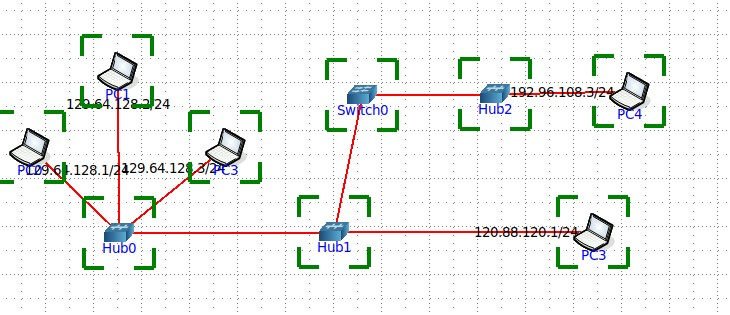 PC1
129.64.128.2/24
Switch0
Hub2
192.96.108.3/24
PC4
PC0
129.64.128.1/24
129.64.128.3/24
PC3
Hub0
Hub1
120.88.120.1/24
PC3